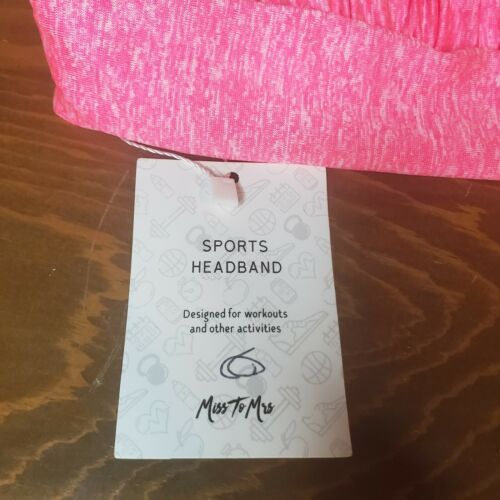 SPORTS
HEADBAND
Designed for workouts
and other activities
Miss To Mrs